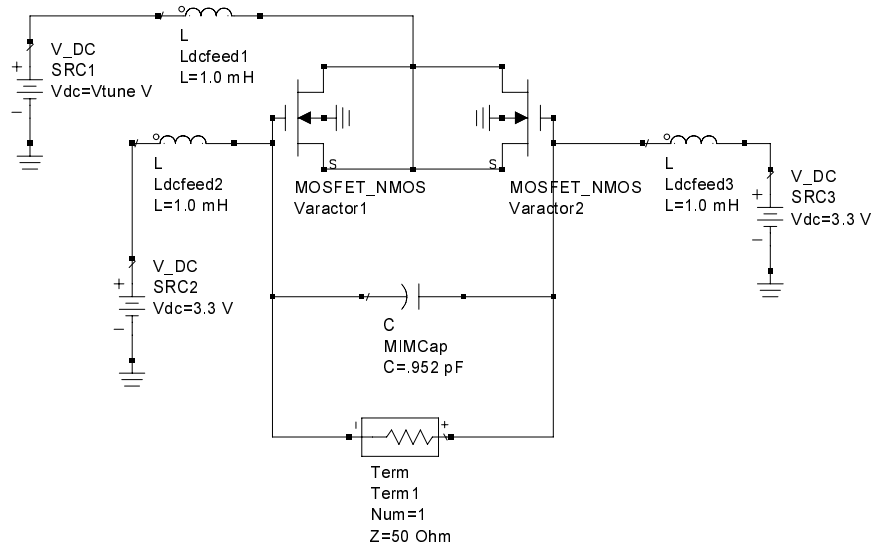 L
Ldcfeed1
L=1.0 mH
+
V_DC
SRC1
Vdc=Vtune V
−
S
S
MOSFET_NMOS
Varactor1
MOSFET_NMOS
Varactor2
L
Ldcfeed2
L=1.0 mH
L
Ldcfeed3
L=1.0 mH
+
V_DC
SRC3
Vdc=3.3 V
−
+
V_DC
SRC2
Vdc=3.3 V
−
C
MIMCap
C=.952 pF
-
+
Term
Term1
Num=1
Z=50 Ohm